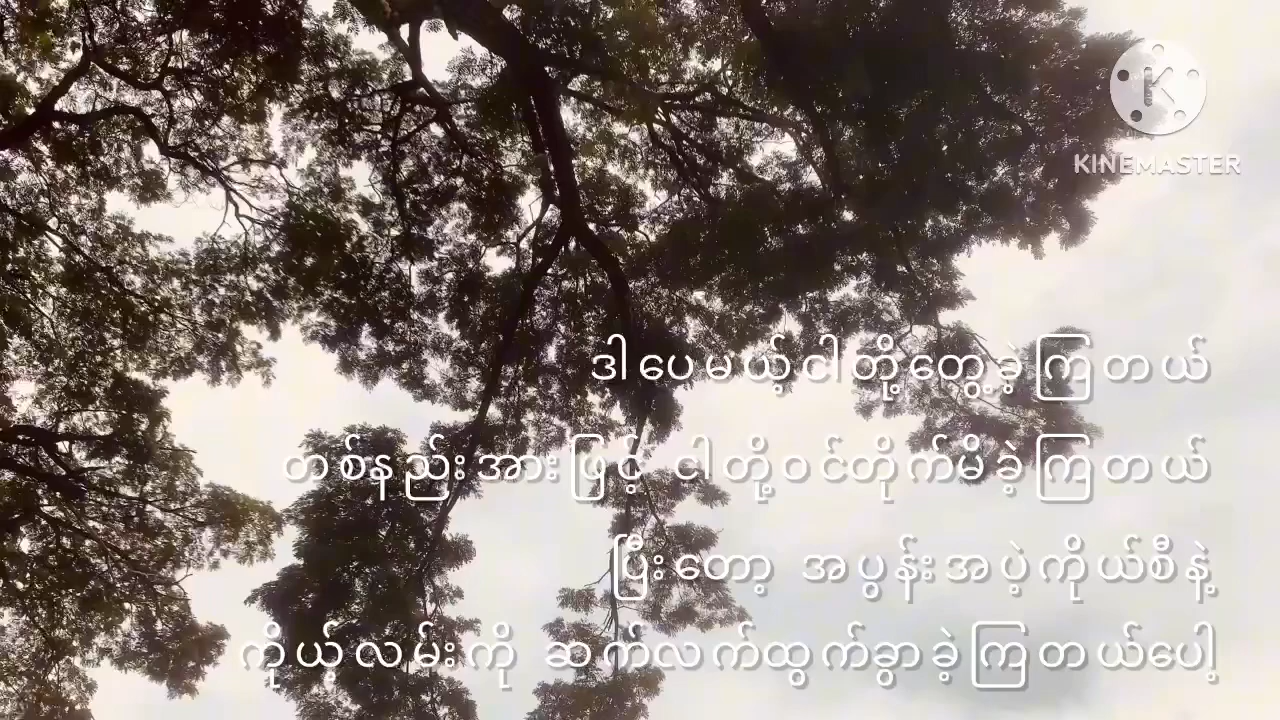 KINEMASTER
ဒါပေမယ့်ငါတို့တွေ့ခဲ့ကြတယ်
တစ်နည်းအားဖြင့် ငါတို့ဝင်တိုက်မိခဲ့ကြတယ်
ပြီးတော့ အပွန်းအပဲ့ကိုယ်စီနဲ့
ကိုယ့်လမ်းကို ဆက်လက်ထွက်ခွာခဲ့ကြတယ်ပေါ့